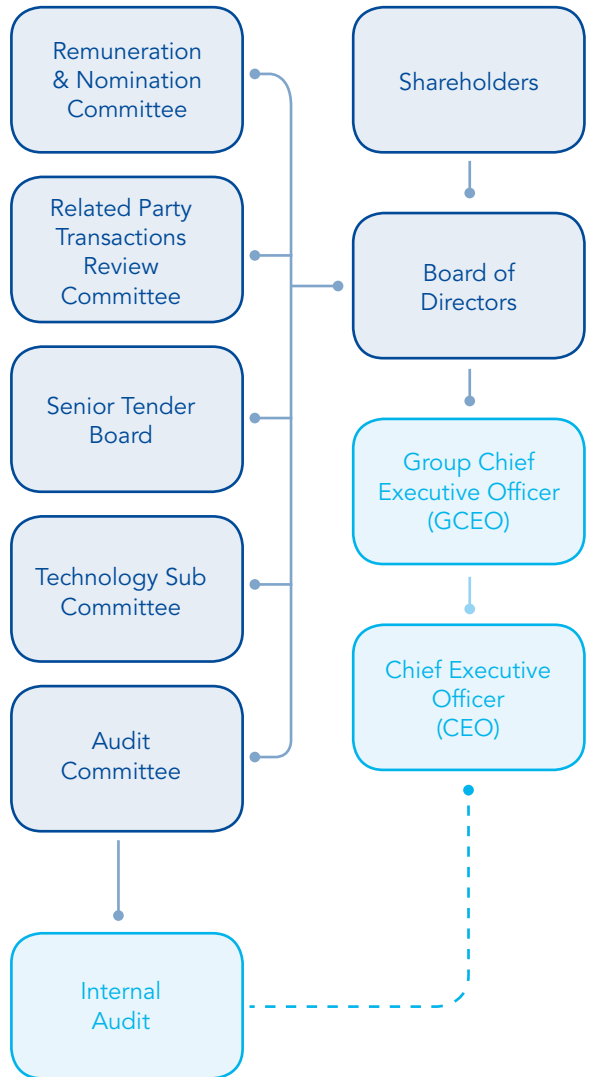 Remuneration
& Nomination
Committee
Shareholders
Related Party
Transactions
Review
Committee
Board of
Directors
Senior Tender
Board
Group Chief
Executive Officer
(GCEO)
Technology Sub
Committee
Chief Executive
Officer
(CEO)
Audit
Committee
Internal
Audit